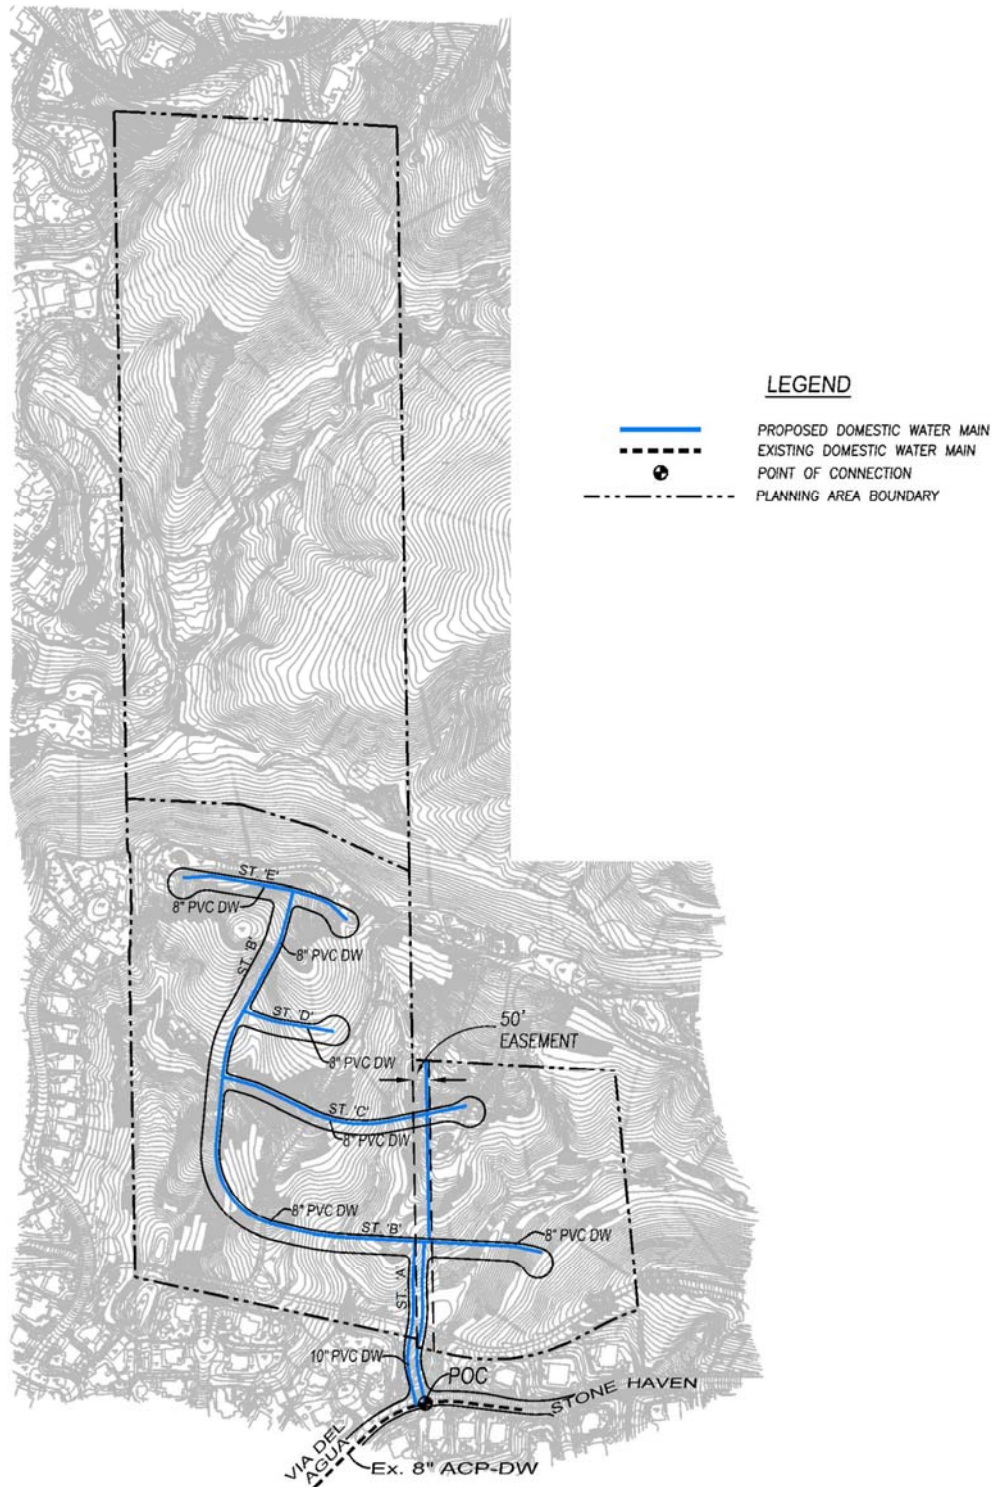 LEGEND
PROPOSED DOMESTIC WATER MAIN
EXISTING DOMESTIC WATER MAIN
POINT OF CONNECTION
PLANNING AREA BOUNDARY
ST. 'E'
8" PVC DW
ST. 'B'
8" PVC DW
ST. 'D'
8" PVC DW
50'
EASEMENT
ST. 'C'
8" PVC DW
8" PVC DW
ST. 'B'
8" PVC DW
ST. 'A'
10" PVC DW
POC
STONE HAVEN
VIA DEL
AGUA
Ex. 8" ACP-DW